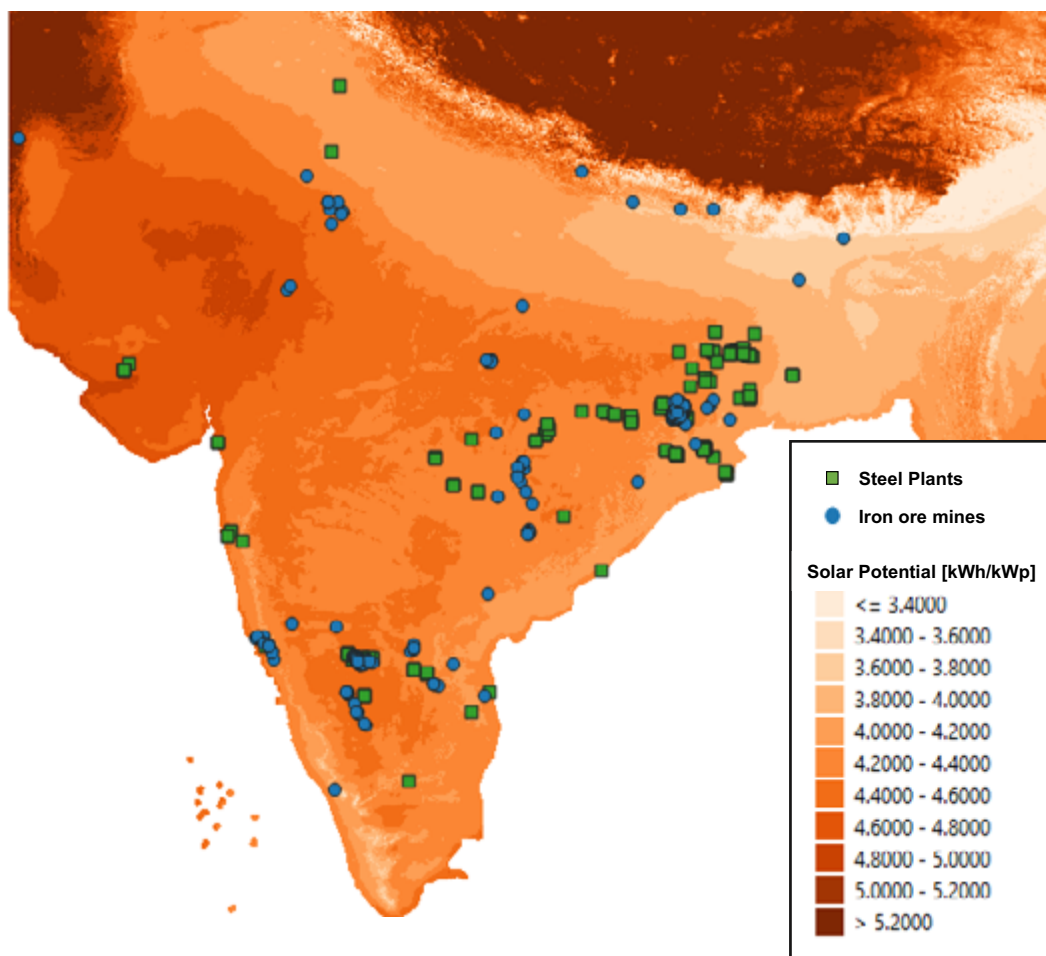 Steel Plants
Iron ore mines
Solar Potential [kWh/kWp]
<= 3.4000
3.4000 - 3.6000
3.6000 - 3.8000
3.8000 - 4.0000
4.0000 - 4.2000
4.2000 - 4.4000
4.4000 - 4.6000
4.6000 - 4.8000
4.8000 - 5.0000
5.0000 - 5.2000
> 5.2000